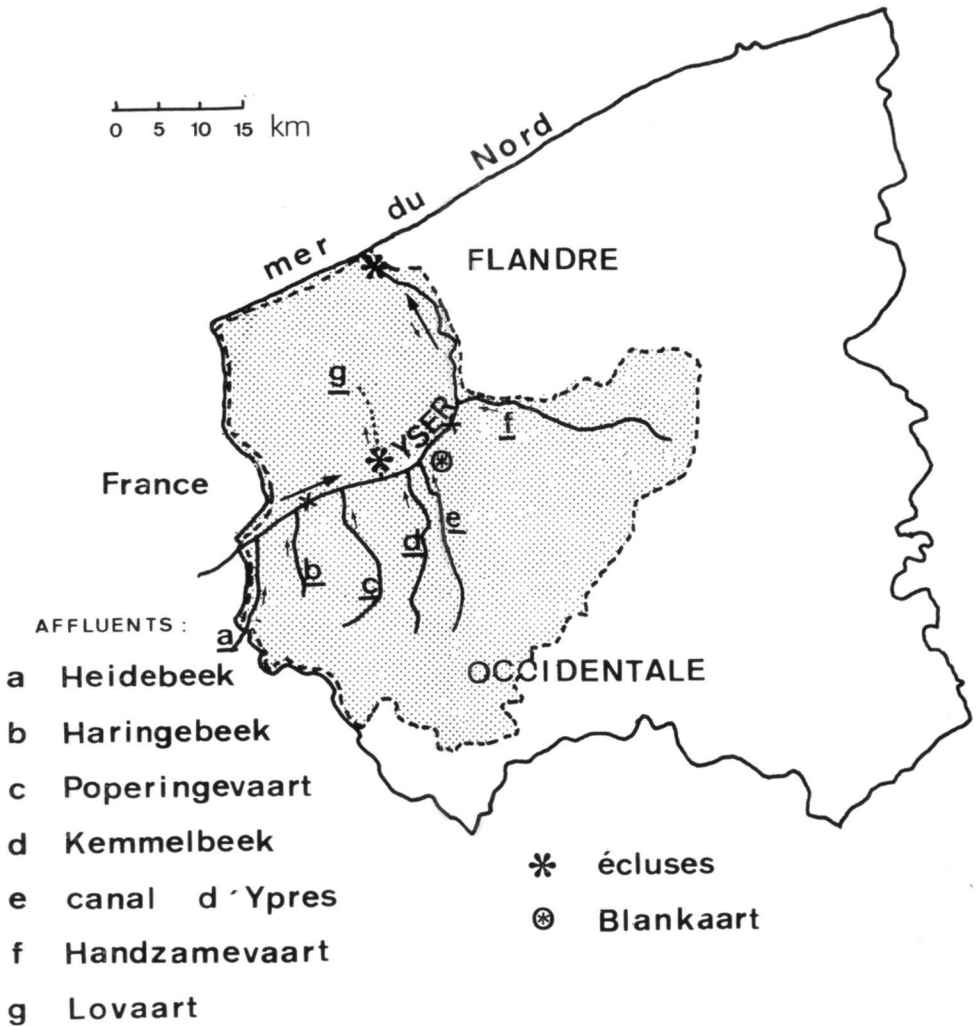 mer du Nord
0 5 10 15 km
FLANDRE
g
YSER
f
France
e
d
b
c
AFFLUENTS :
a
a Heidebeek
OCCIDENTALE
b Haringebeek
c Poperingevaart
d Kemmelbeek
écluses
e canal d'Ypres
Blankaart
f Handzamevaart
g Lovaart